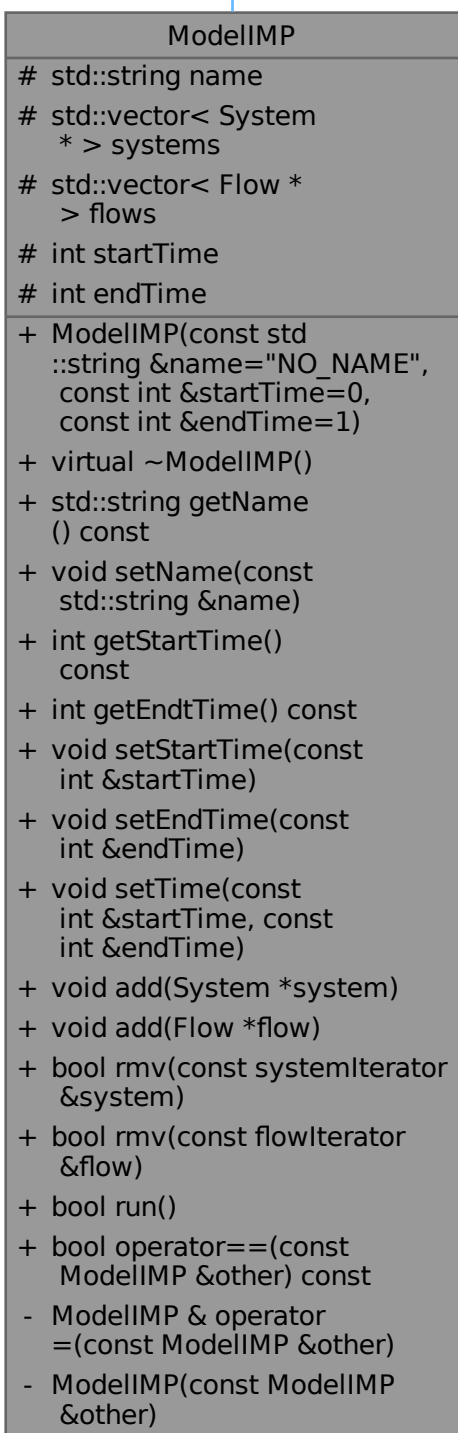 ModelIMP
# std::string name
# std::vector< System
* > systems
# std::vector< Flow *
> flows
# int startTime
# int endTime
+ ModelIMP(const std
::string &name="NO_NAME",
const int &startTime=0,
const int &endTime=1)
+ virtual ~ModelIMP()
+ std::string getName
() const
+ void setName(const
std::string &name)
+ int getStartTime()
const
+ int getEndtTime() const
+ void setStartTime(const
int &startTime)
+ void setEndTime(const
int &endTime)
+ void setTime(const
int &startTime, const
int &endTime)
+ void add(System *system)
+ void add(Flow *flow)
+ bool rmv(const systemIterator
&system)
+ bool rmv(const flowIterator
&flow)
+ bool run()
+ bool operator==(const
ModelIMP &other) const
- ModelIMP & operator
=(const ModelIMP &other)
- ModelIMP(const ModelIMP
&other)